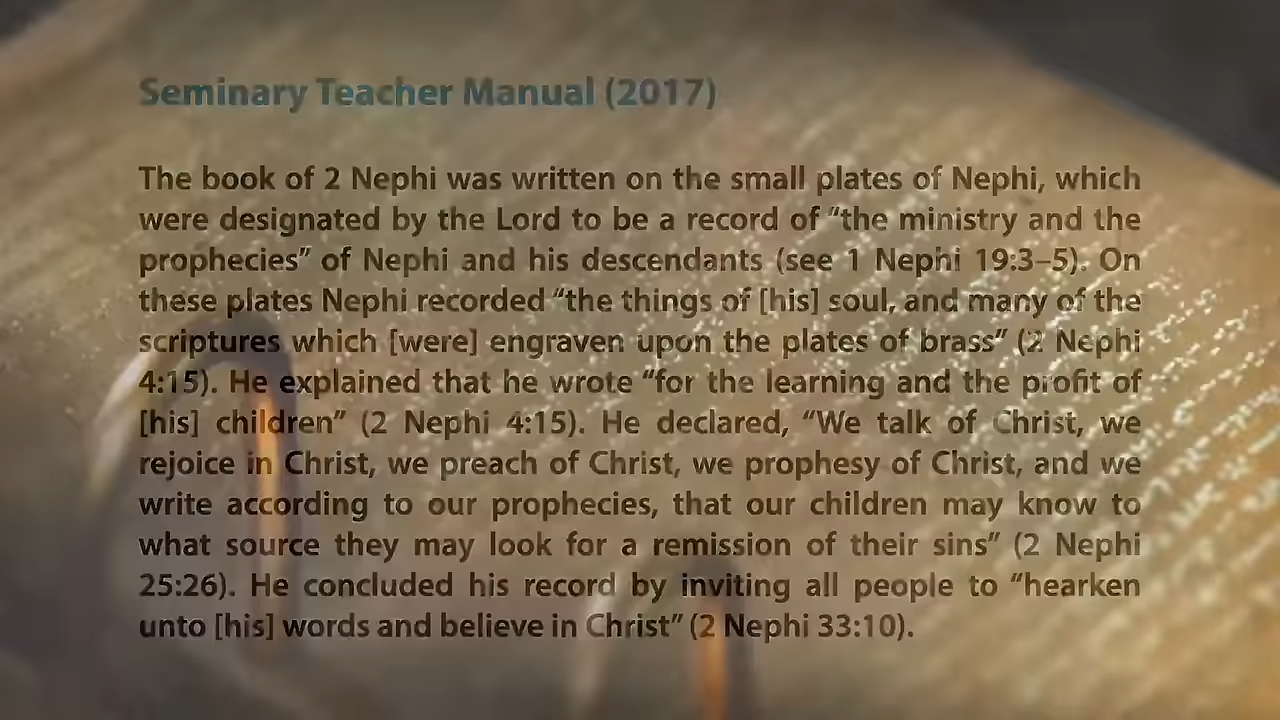 Seminary Teacher Manual (2017)
The book of 2 Nephi was written on the small plates of Nephi, which
were designated by the Lord to be a record of “the ministry and the
prophecies” of Nephi and his descendants (see 1 Nephi 19:3–5). On
these plates Nephi recorded “the things of [his] soul, and many of the
scriptures which [were] engraven upon the plates of brass” (2 Nephi
4:15). He explained that he wrote “for the learning and the profit of
[his] children” (2 Nephi 4:15). He declared, “We talk of Christ, we
rejoice in Christ, we preach of Christ, we prophesy of Christ, and we
write according to our prophecies, that our children may know to
what source they may look for a remission of their sins” (2 Nephi
25:26). He concluded his record by inviting all people to “hearken
unto [his] words and believe in Christ” (2 Nephi 33:10).